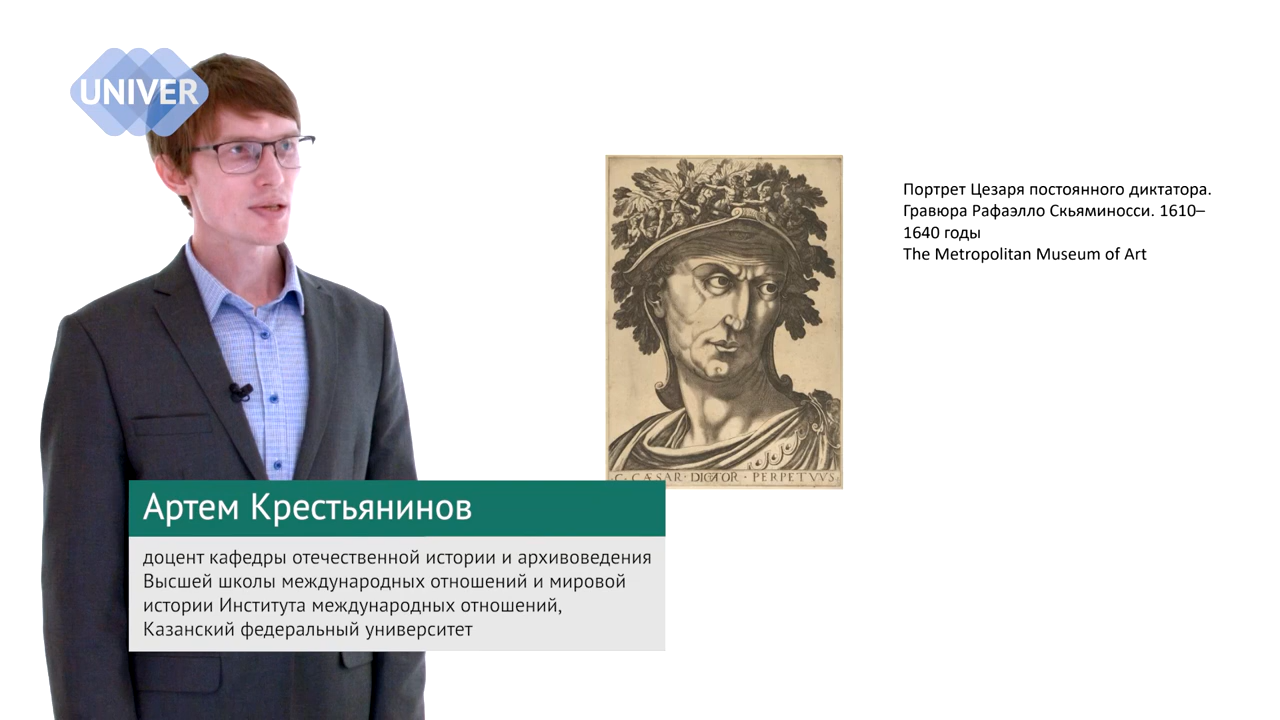 UNIVER
Портрет Цезаря постоянного диктатора.
Гравюра Рафаэлло Скьяминосси. 1610–
1640 годы
The Metropolitan Museum of Art
C · CÆSAR · DICTOR · PERPETVVS
Артем Крестьянинов
доцент кафедры отечественной истории и архивоведения
Высшей школы международных отношений и мировой
истории Института международных отношений,
Казанский федеральный университет